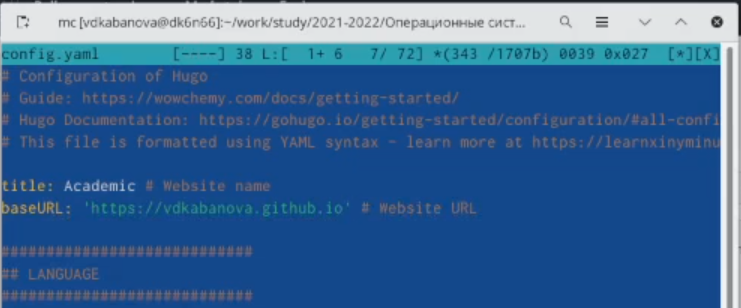 mc [vdkabanova@dk6n66]:~/work/study/2021-2022/Операционные сист...
config.yaml [----] 38 L:[ 1+ 6 7/ 72] *(343 /1707b) 0039 0x027 [*][X]
# Configuration of Hugo
# Guide: https://wowchemy.com/docs/getting-started/
# Hugo Documentation: https://gohugo.io/getting-started/configuration/#all-confi
# This file is formatted using YAML syntax - learn more at https://learnxinyminu
title: Academic # Website name
baseURL: 'https://vdkabanova.github.io' # Website URL
############################
## LANGUAGE
############################